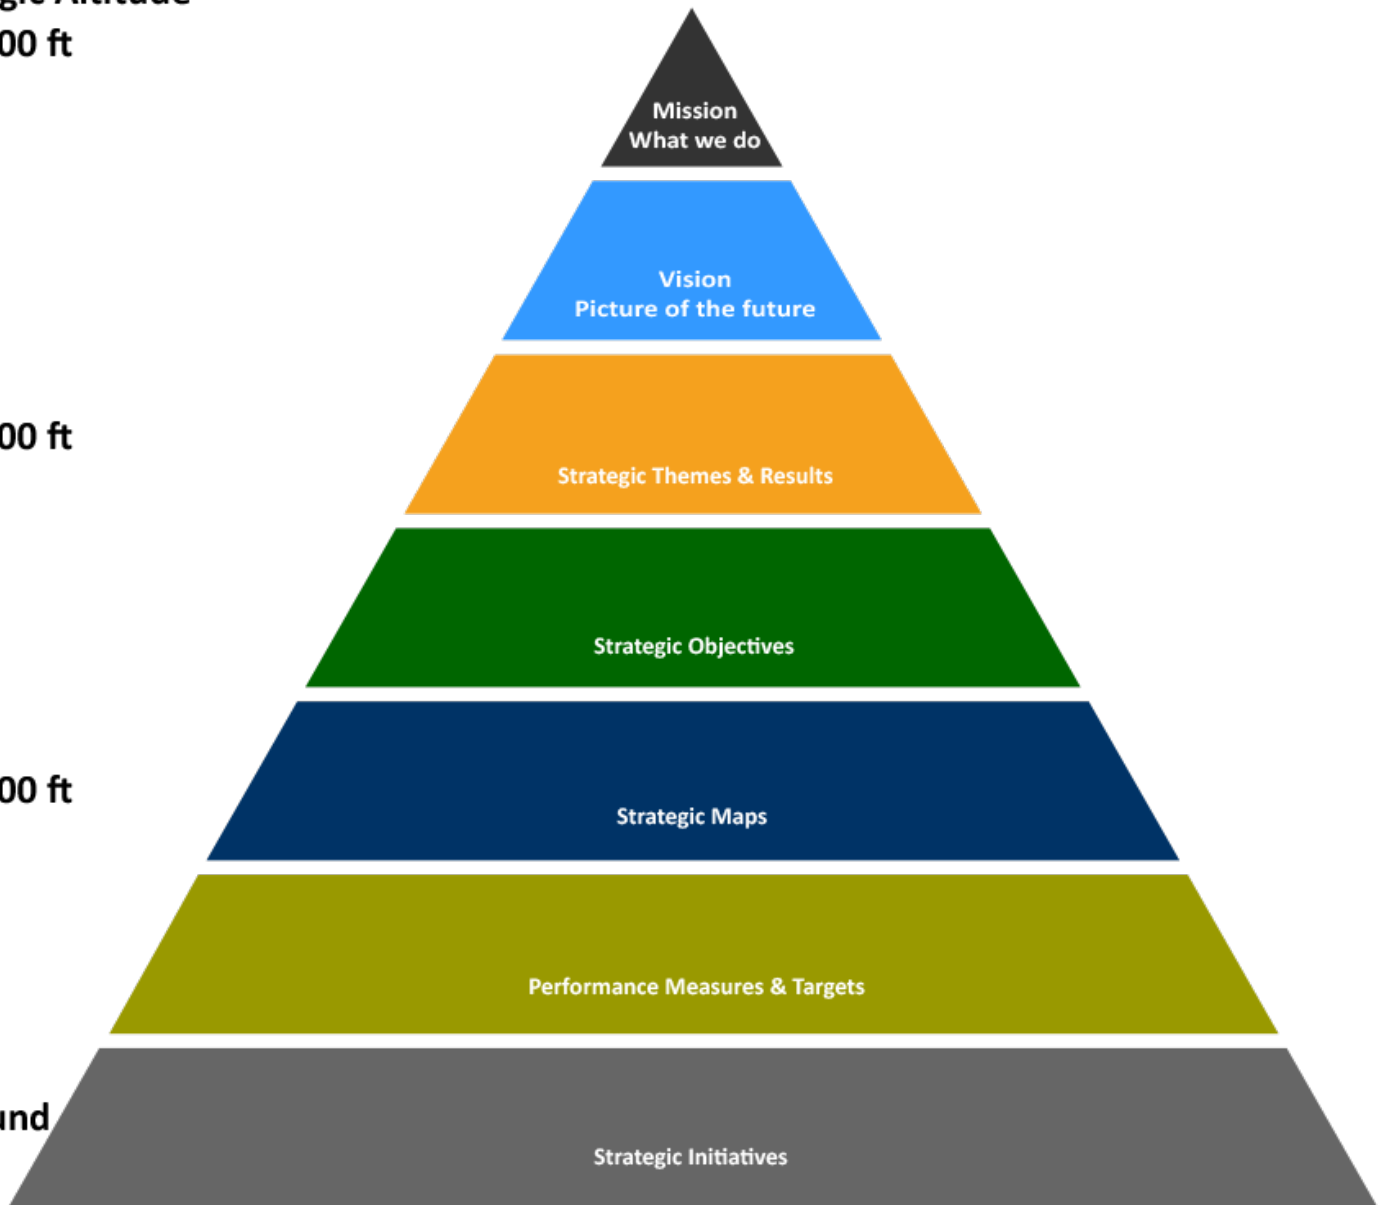 00 ft
Mission
What we do
Vision
Picture of the future
00 ft
Strategic Themes & Results
Strategic Objectives
00 ft
Strategic Maps
Performance Measures & Targets
Strategic Initiatives